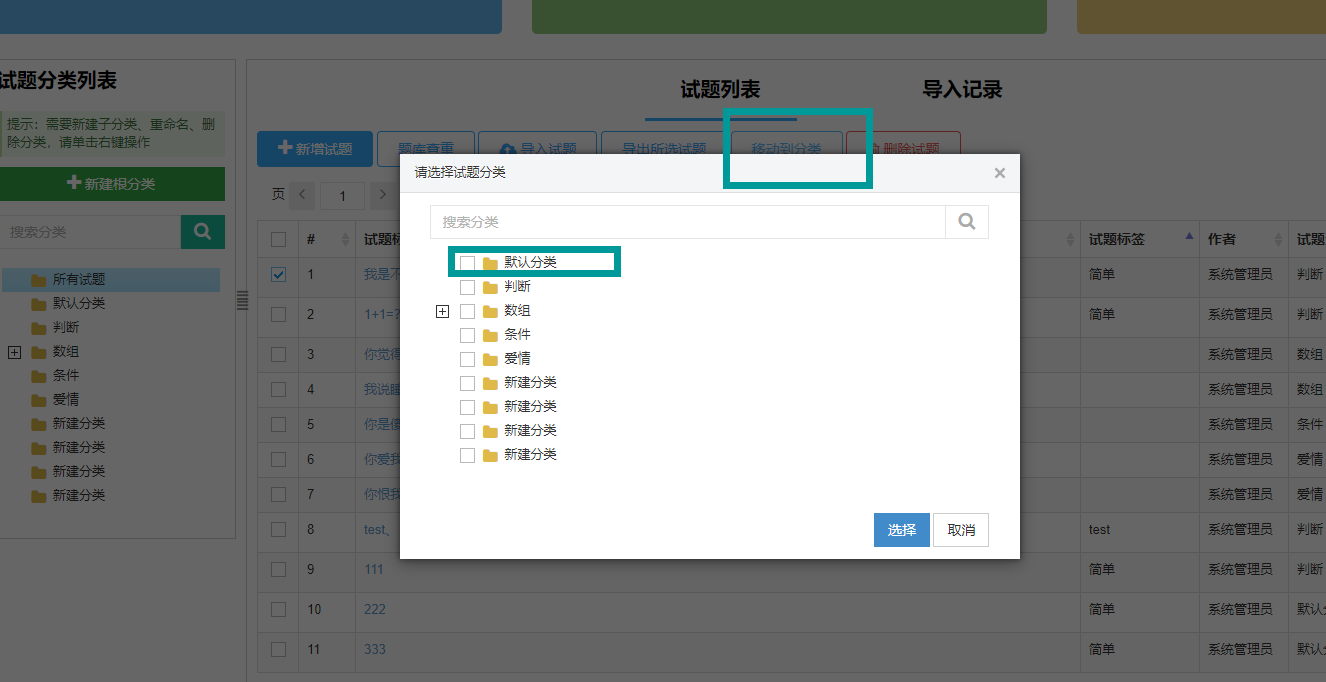 试题分类列表
提示：需要新建子分类、重命名、删
除分类，请单击右键操作
新建根分类
搜索分类
所有试题
默认分类
判断
数组
条件
爱情
新建分类
新建分类
新建分类
新建分类
试题列表 导入记录
新增试题 题库查重 导入试题 导出所选试题 移动到分类 删除试题
页 1
# 试题标 试题标签 作者 试题
1 我是不 简单 系统管理员 判断
2 1+1=? 简单 系统管理员 判断
3 你觉得 系统管理员 数组
4 我说 系统管理员 数组
5 你是 系统管理员 条件
6 你爱我 系统管理员 爱情
7 你恨我 系统管理员 爱情
8 test、 test 系统管理员 判断
9 111 简单 系统管理员 判断
10 222 简单 系统管理员 默认分
11 333 简单 系统管理员 默认分
请选择试题分类 ×
搜索分类
默认分类
判断
数组
条件
爱情
新建分类
新建分类
新建分类
新建分类
选择 取消